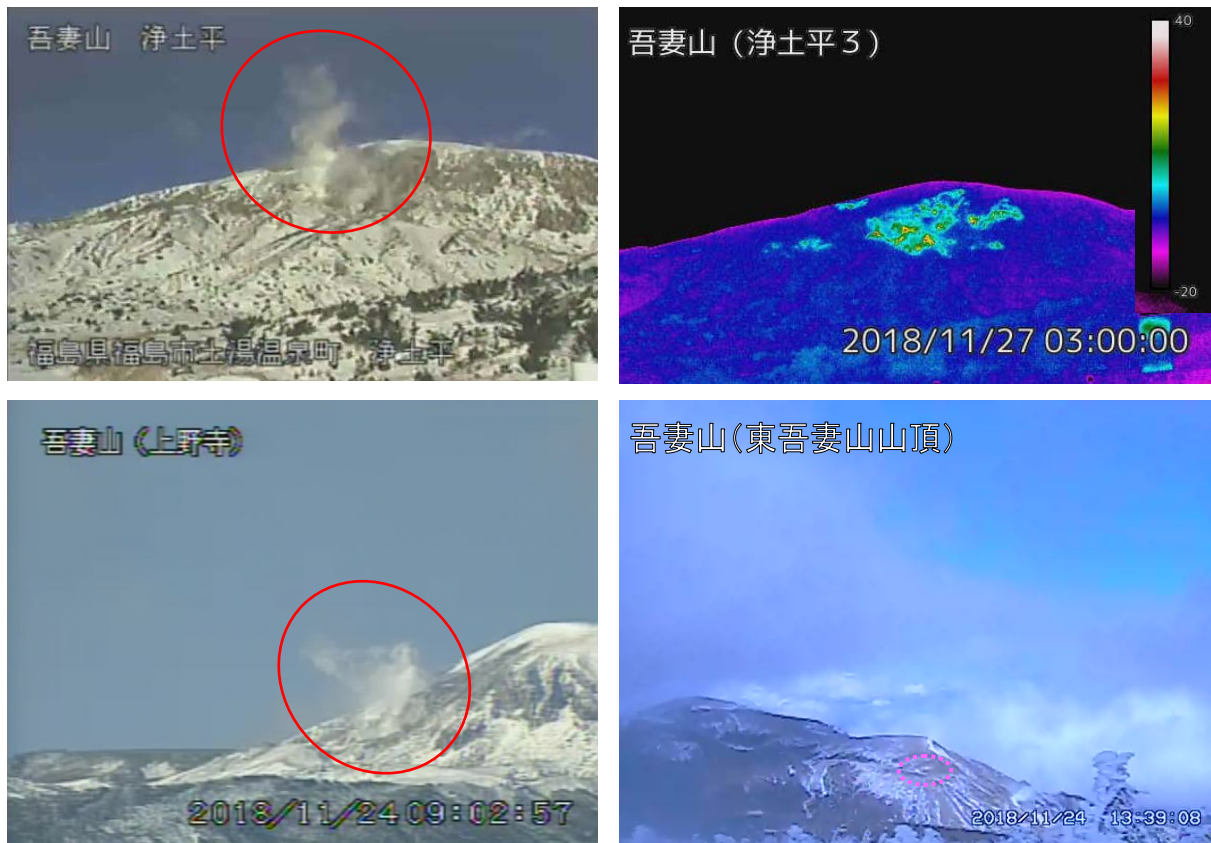 吾妻山 浄土平
福島県福島市土湯温泉町 浄土平
吾妻山（浄土平３）
40
-20
2018/11/27 03:00:00
吾妻山（上野寺）
2018/11/24 09:02:57
吾妻山（東吾妻山山頂）
2018/11/24 13:39:08